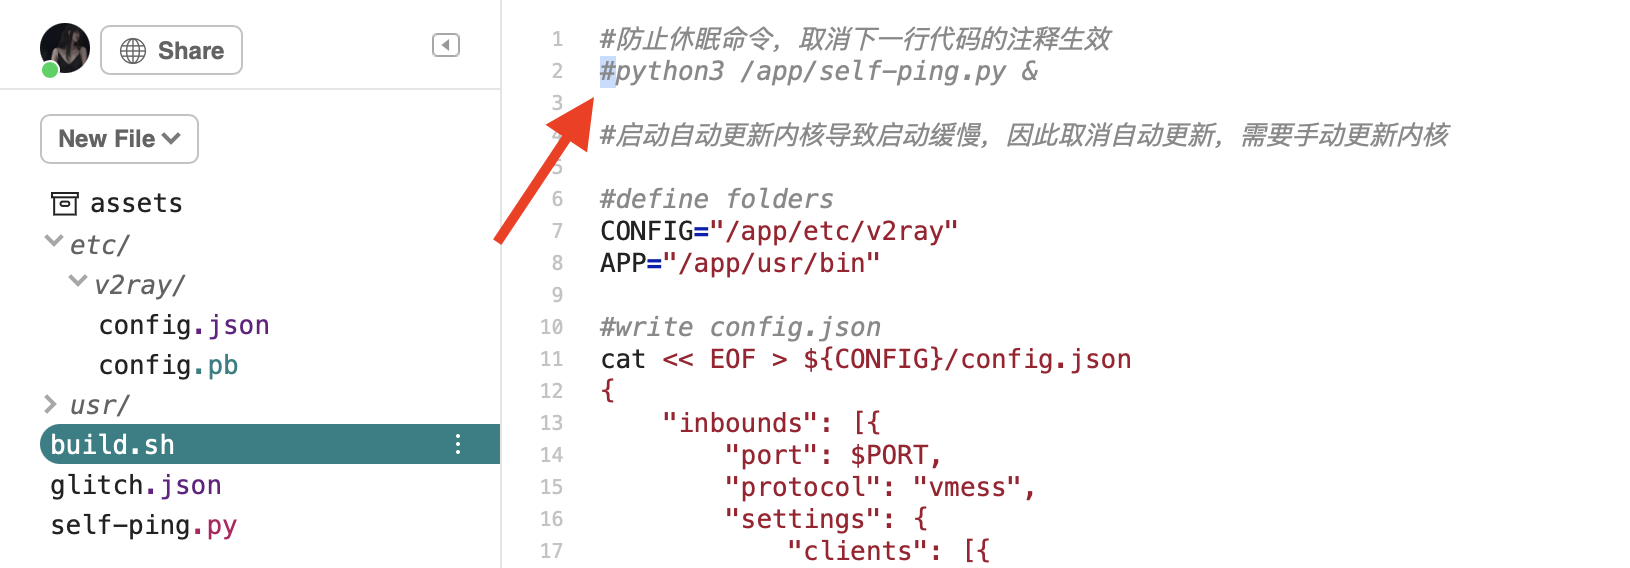 Share
New File
assets
etc/
v2ray/
config.json
config.pb
usr/
build.sh
glitch.json
self-ping.py
1 #防止休眠命令，取消下一行代码的注释生效
2 #python3 /app/self-ping.py &
3
4 #启动自动更新内核导致启动缓慢，因此取消自动更新，需要手动更新内核
5
6 #define folders
7 CONFIG="/app/etc/v2ray"
8 APP="/app/usr/bin"
9
10 #write config.json
11 cat << EOF > ${CONFIG}/config.json
12 {
13 "inbounds": [{
14 "port": $PORT,
15 "protocol": "vmess",
16 "settings": {
17 "clients": [{